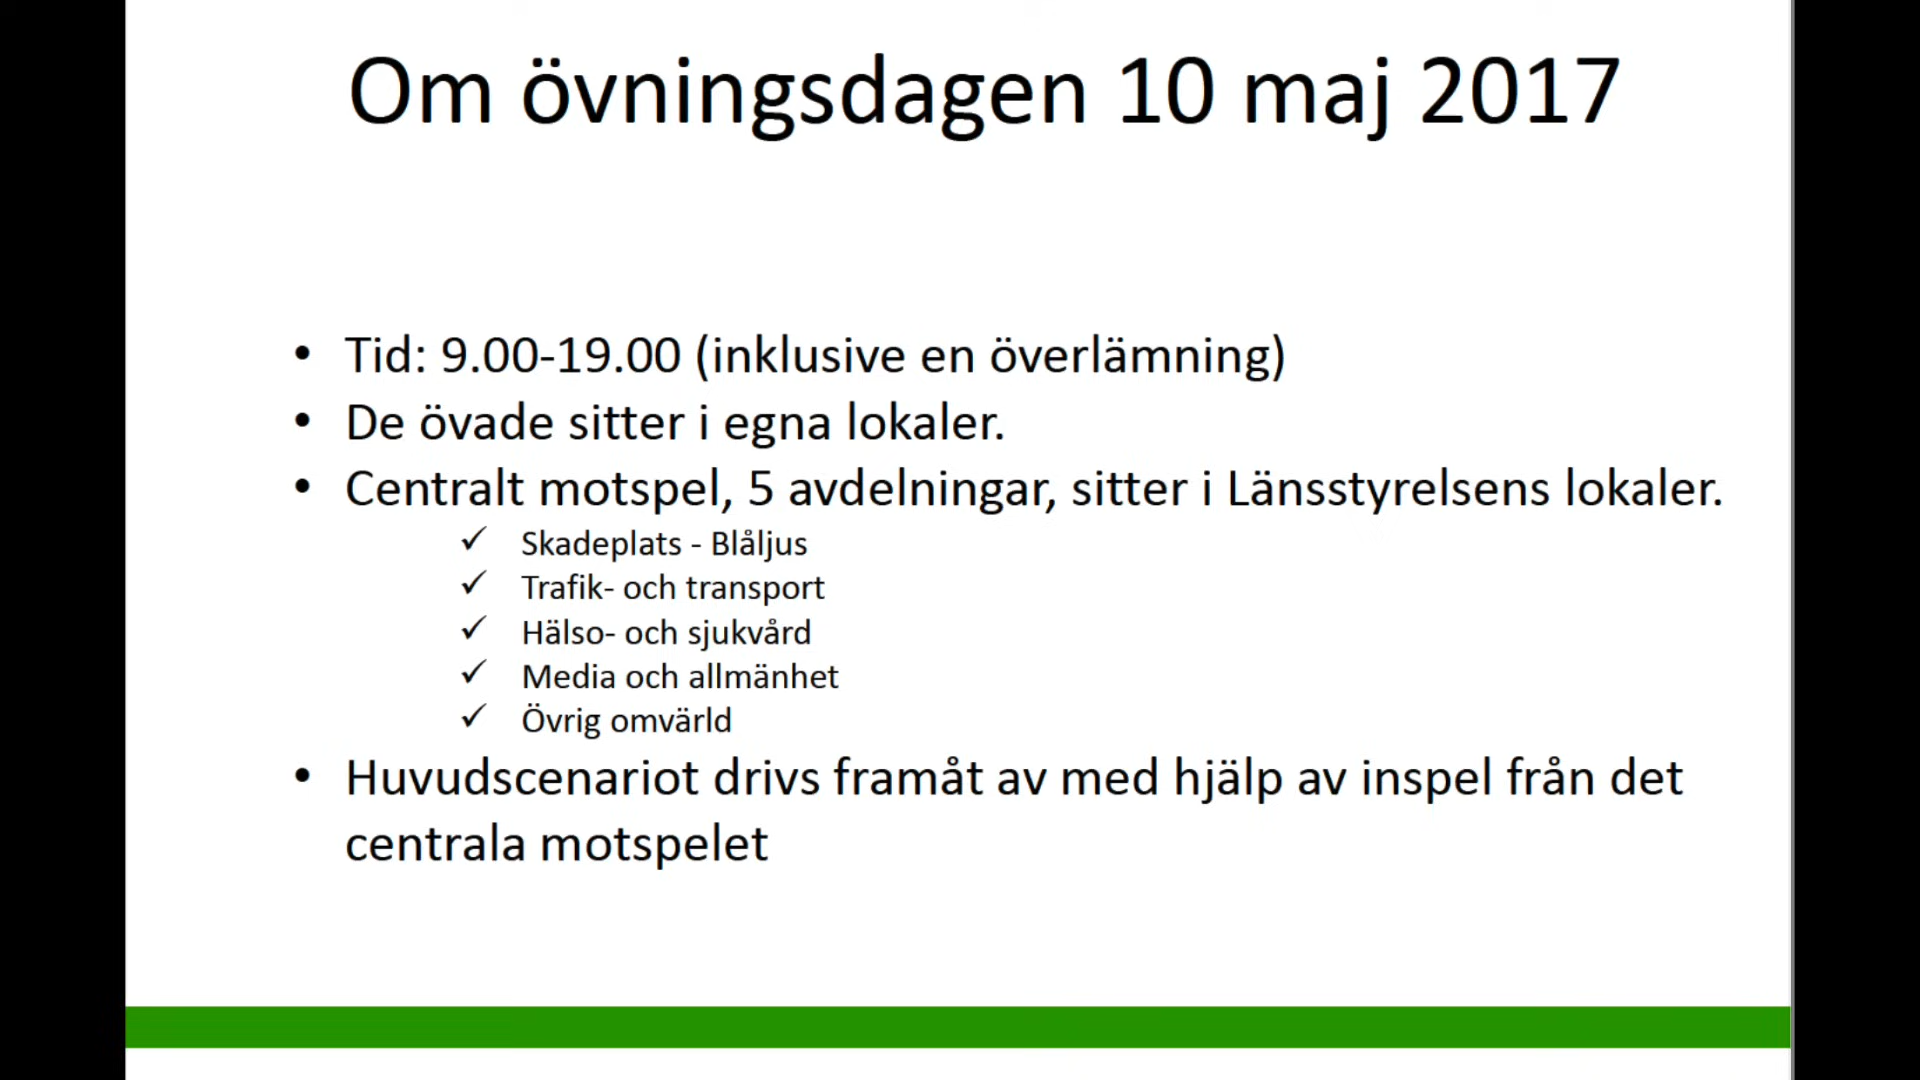 Om övningsdagen 10 maj 2017
• Tid: 9.00-19.00 (inklusive en överlämning)
• De övade sitter i egna lokaler.
• Centralt motspel, 5 avdelningar, sitter i Länsstyrelsens lokaler.
✓ Skadeplats - Blåljus
✓ Trafik- och transport
✓ Hälso- och sjukvård
✓ Media och allmänhet
✓ Övrig omvärld
• Huvudscenariot drivs framåt av med hjälp av inspel från det
centrala motspelet